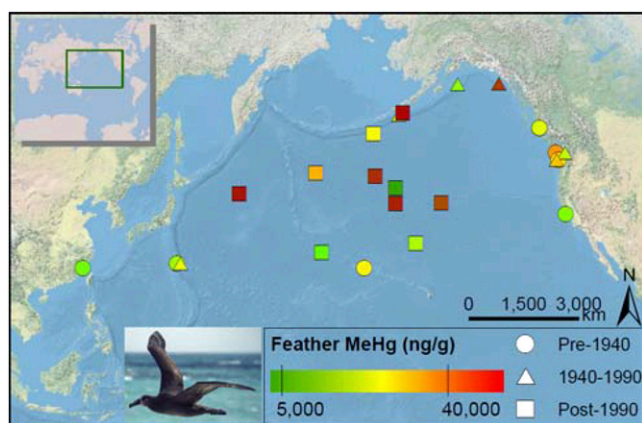 N
0 1,500 3,000
km
Feather MeHg (ng/g)
5,000 40,000
Pre-1940
1940-1990
Post-1990